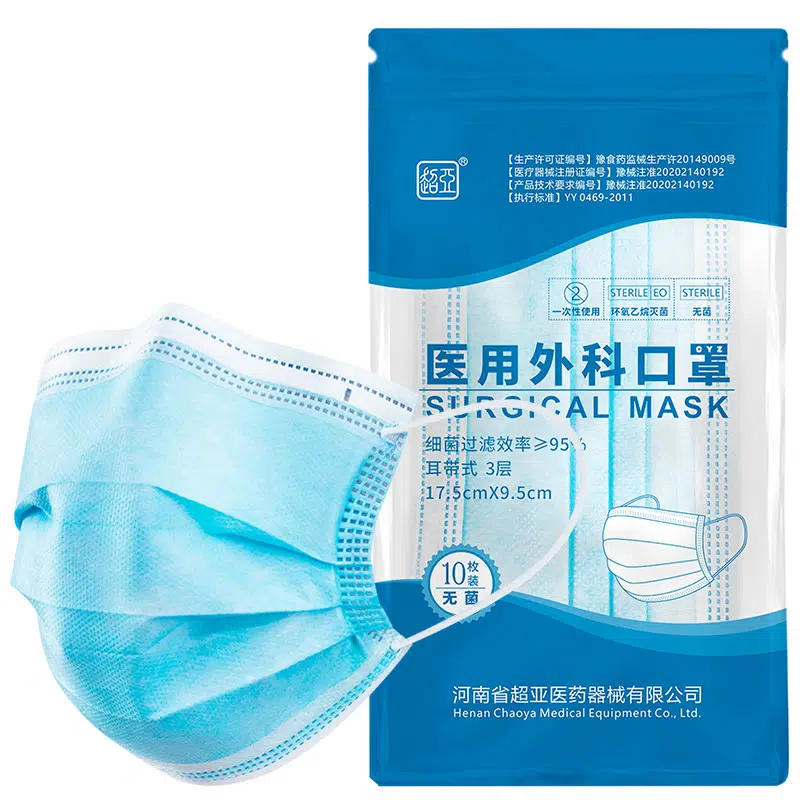 超亚®
【生产许可证编号】豫食药监械生产许20149009号
【医疗器械注册证编号】豫械注准20202140192
【产品技术要求编号】豫械注准20202140192
【执行标准】YY 0469-2011
2 STERILE EO STERILE
一次性使用 环氧乙烷灭菌 无菌
CYZ
医用外科口罩
SURGICAL MASK
细菌过滤效率≥95%
耳带式 3层
17.5cmX9.5cm
10枚装
无菌
河南省超亚医药器械有限公司
Henan Chaoya Medical Equipment Co., Ltd.